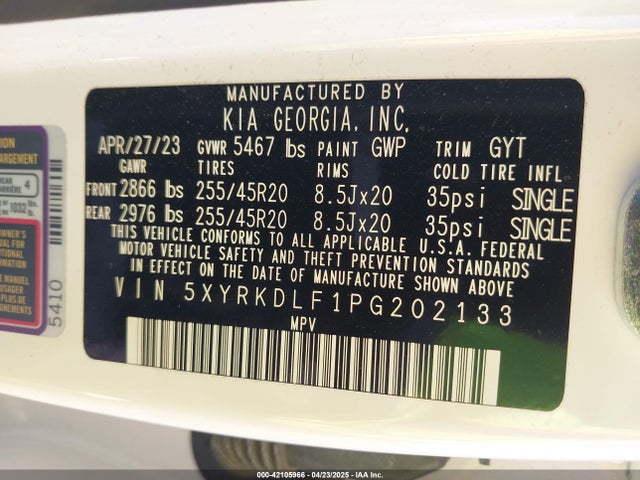 MANUFACTURED BY
KIA GEORGIA, INC.
APR/27/23 GVWR 5467 lbs PAINT GWP TRIM GYT
GAWR TIRES RIMS COLD TIRE INFL
FRONT 2866 lbs 255/45R20 8.5Jx20 35psi SINGLE
REAR 2976 lbs 255/45R20 8.5Jx20 35psi SINGLE
THIS VEHICLE CONFORMS TO ALL APPLICABLE U.S.A. FEDERAL
MOTOR VEHICLE SAFETY AND THEFT PREVENTION STANDARDS
IN EFFECT ON THE DATE OF MANUFACTURE SHOWN ABOVE
VIN 5XYRKDLF1PG202133
MPV
4
1032 lbs.
5410
000-42105966 - 04/23/2025 - IAA Inc.